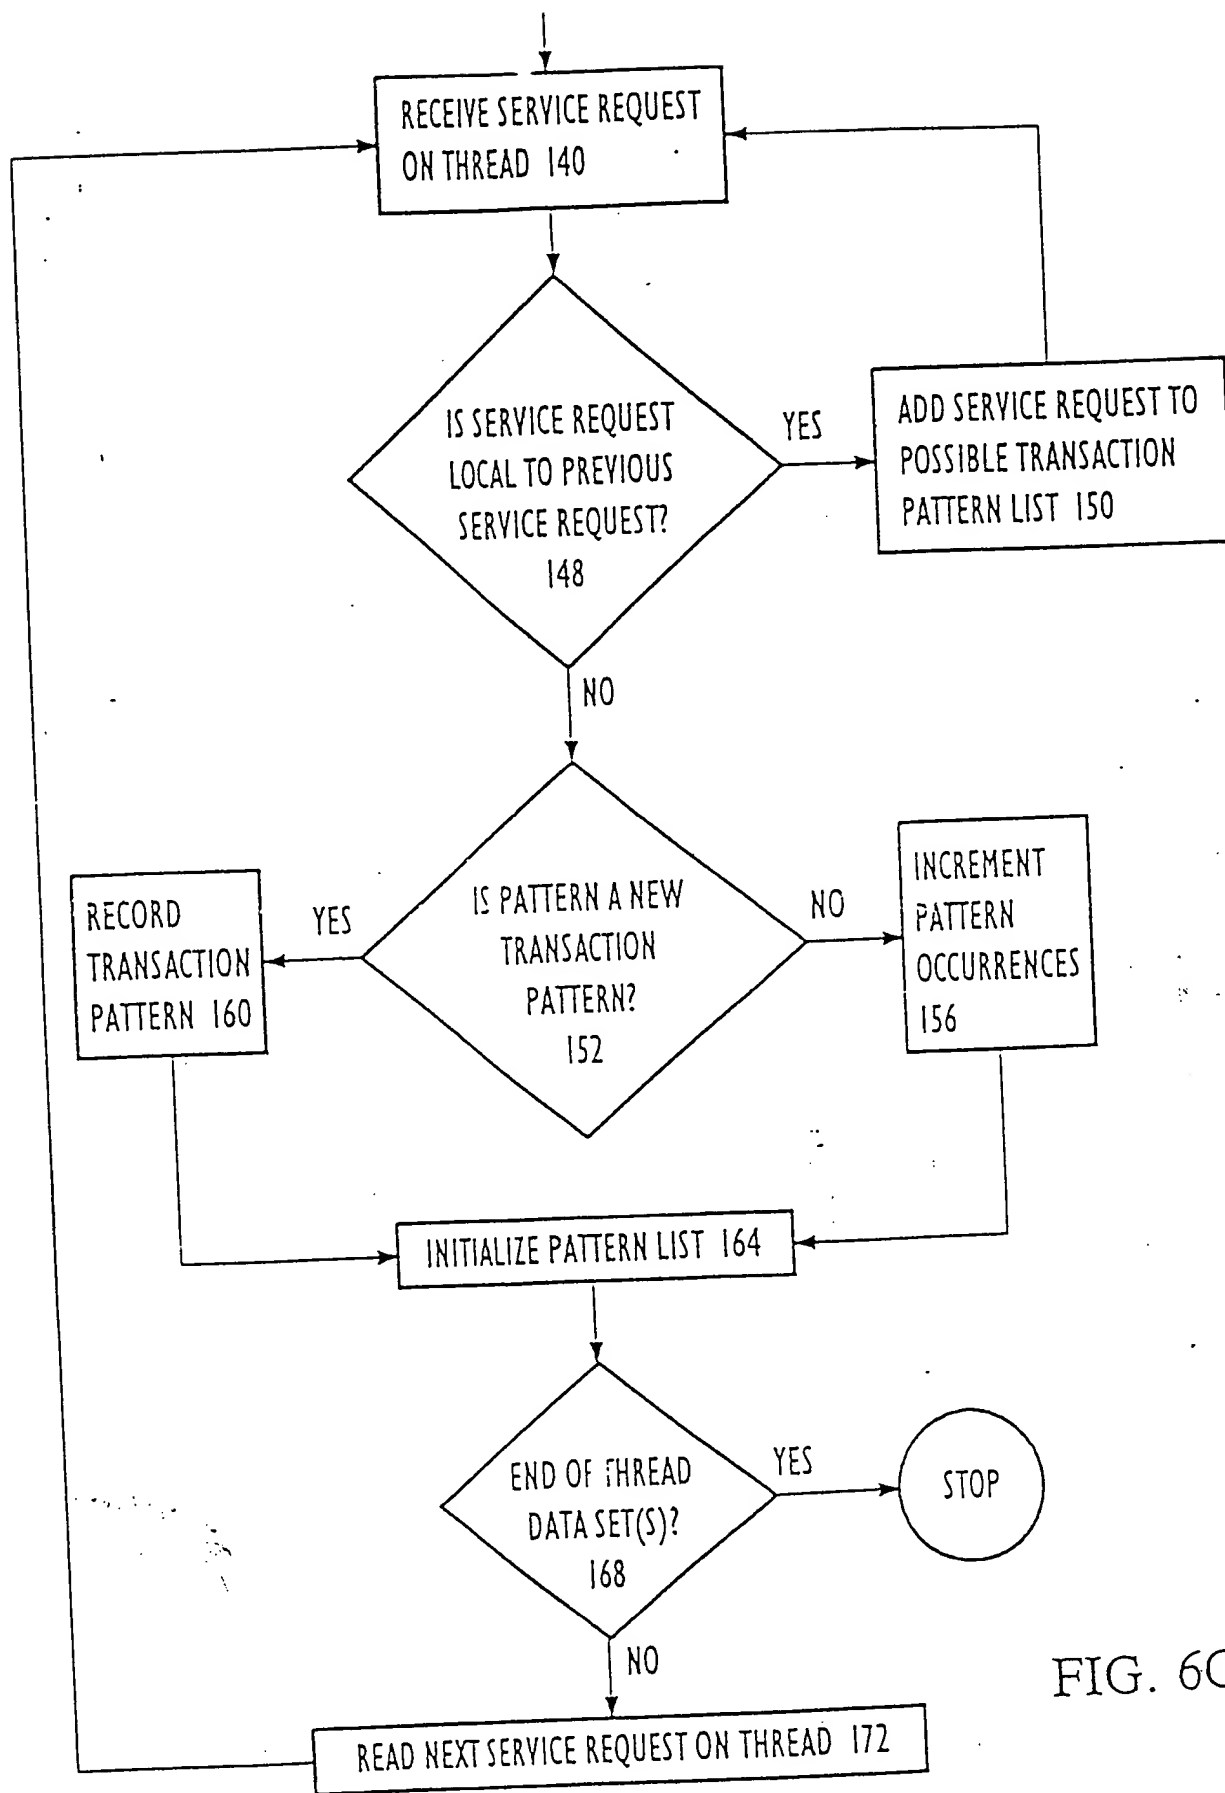 RECEIVE SERVICE REQUEST
ON THREAD 140
IS SERVICE REQUEST
LOCAL TO PREVIOUS
SERVICE REQUEST?
148
YES
ADD SERVICE REQUEST TO
POSSIBLE TRANSACTION
PATTERN LIST 150
NO
IS PATTERN A NEW
TRANSACTION
PATTERN?
152
YES
RECORD
TRANSACTION
PATTERN 160
NO
INCREMENT
PATTERN
OCCURRENCES
156
INITIALIZE PATTERN LIST 164
END OF THREAD
DATA SET(S)?
168
YES
STOP
NO
READ NEXT SERVICE REQUEST ON THREAD 172
FIG.